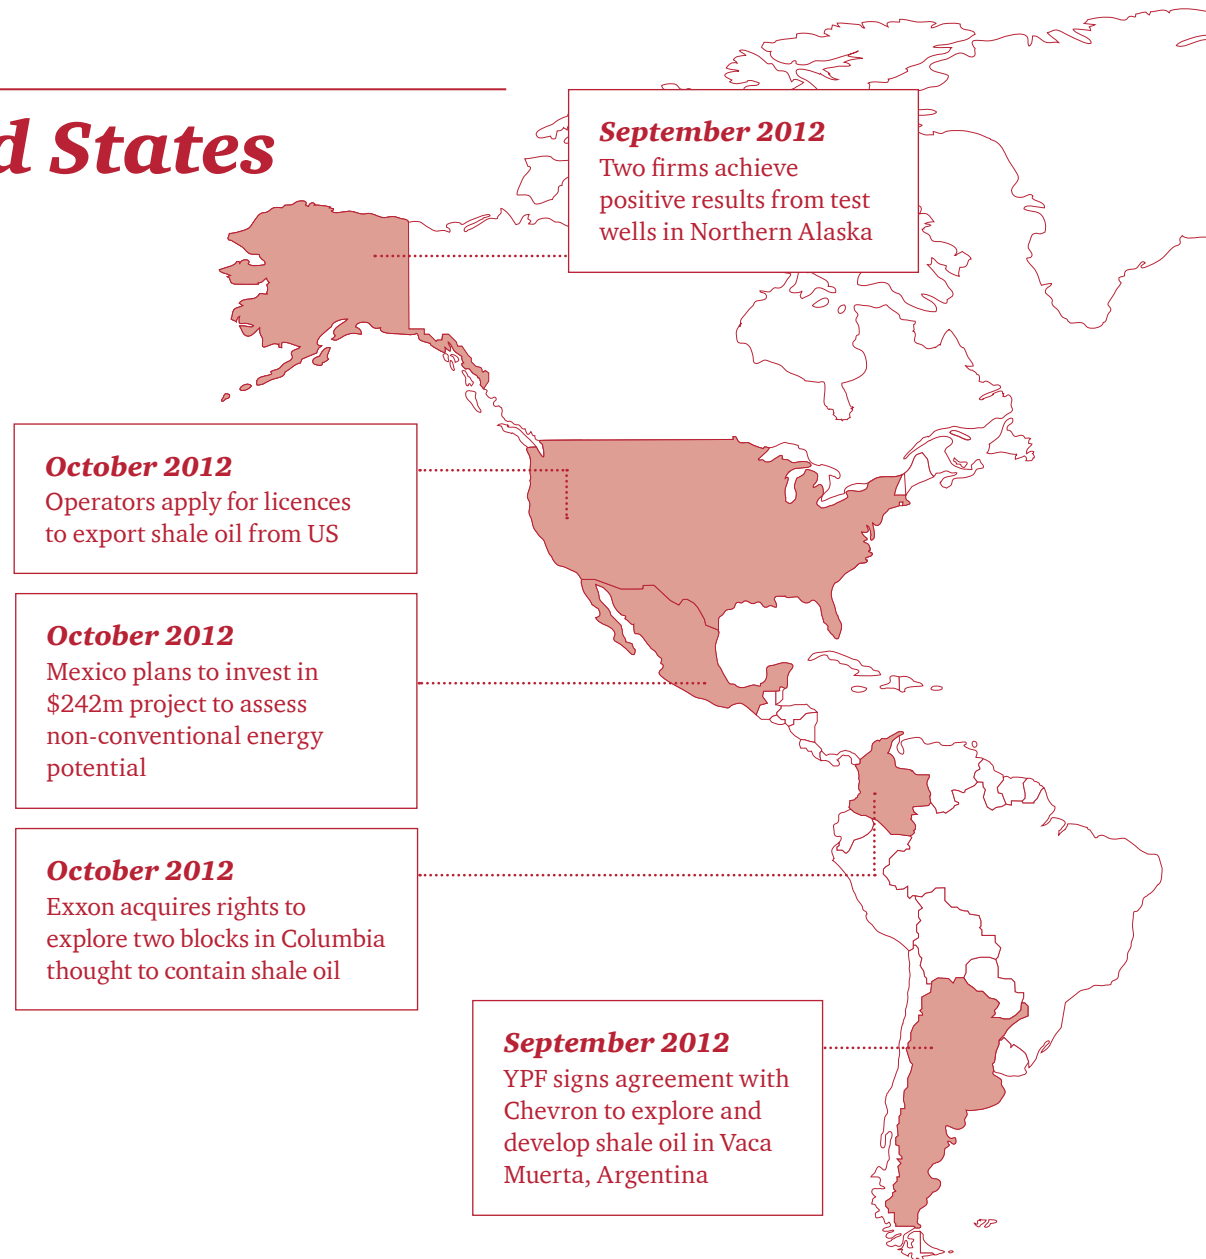 d States
September 2012
Two firms achieve
positive results from test
wells in Northern Alaska
October 2012
Operators apply for licences
to export shale oil from US
October 2012
Mexico plans to invest in
$242m project to assess
non-conventional energy
potential
October 2012
Exxon acquires rights to
explore two blocks in Columbia
thought to contain shale oil
September 2012
YPF signs agreement with
Chevron to explore and
develop shale oil in Vaca
Muerta, Argentina